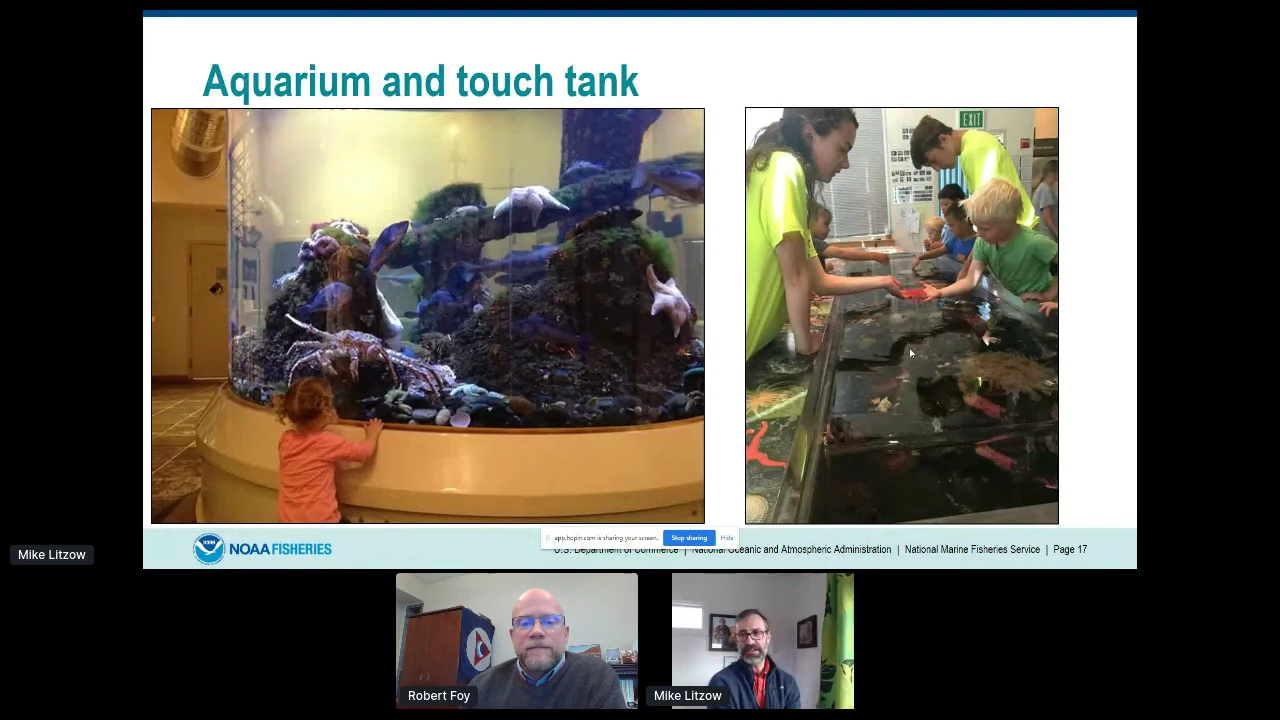 Aquarium and touch tank
EXIT
NOAA
NOAA FISHERIES
app.hopin.com is sharing your screen.
Stop sharing
Hide
U.S. Department of Commerce | National Oceanic and Atmospheric Administration | National Marine Fisheries Service | Page 17
Mike Litzow
Robert Foy
Mike Litzow